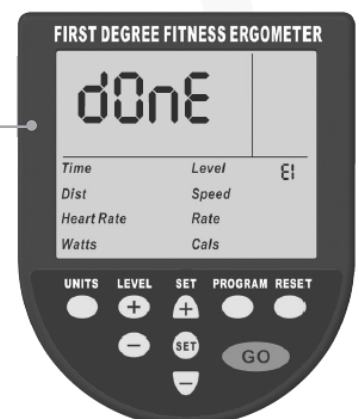 FIRST DEGREE FITNESS ERGOMETER
dOnE
Time Level E1
Dist Speed
Heart Rate Rate
Watts Cals
UNITS LEVEL SET PROGRAM RESET
+ +
− SET GO
−